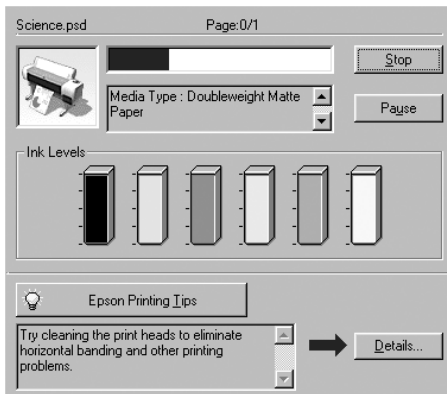 Science.psd Page:0/1
Stop
Media Type : Doubleweight Matte
Paper
Pause
Ink Levels
Epson Printing Tips
Try cleaning the print heads to eliminate
horizontal banding and other printing
problems.
Details...